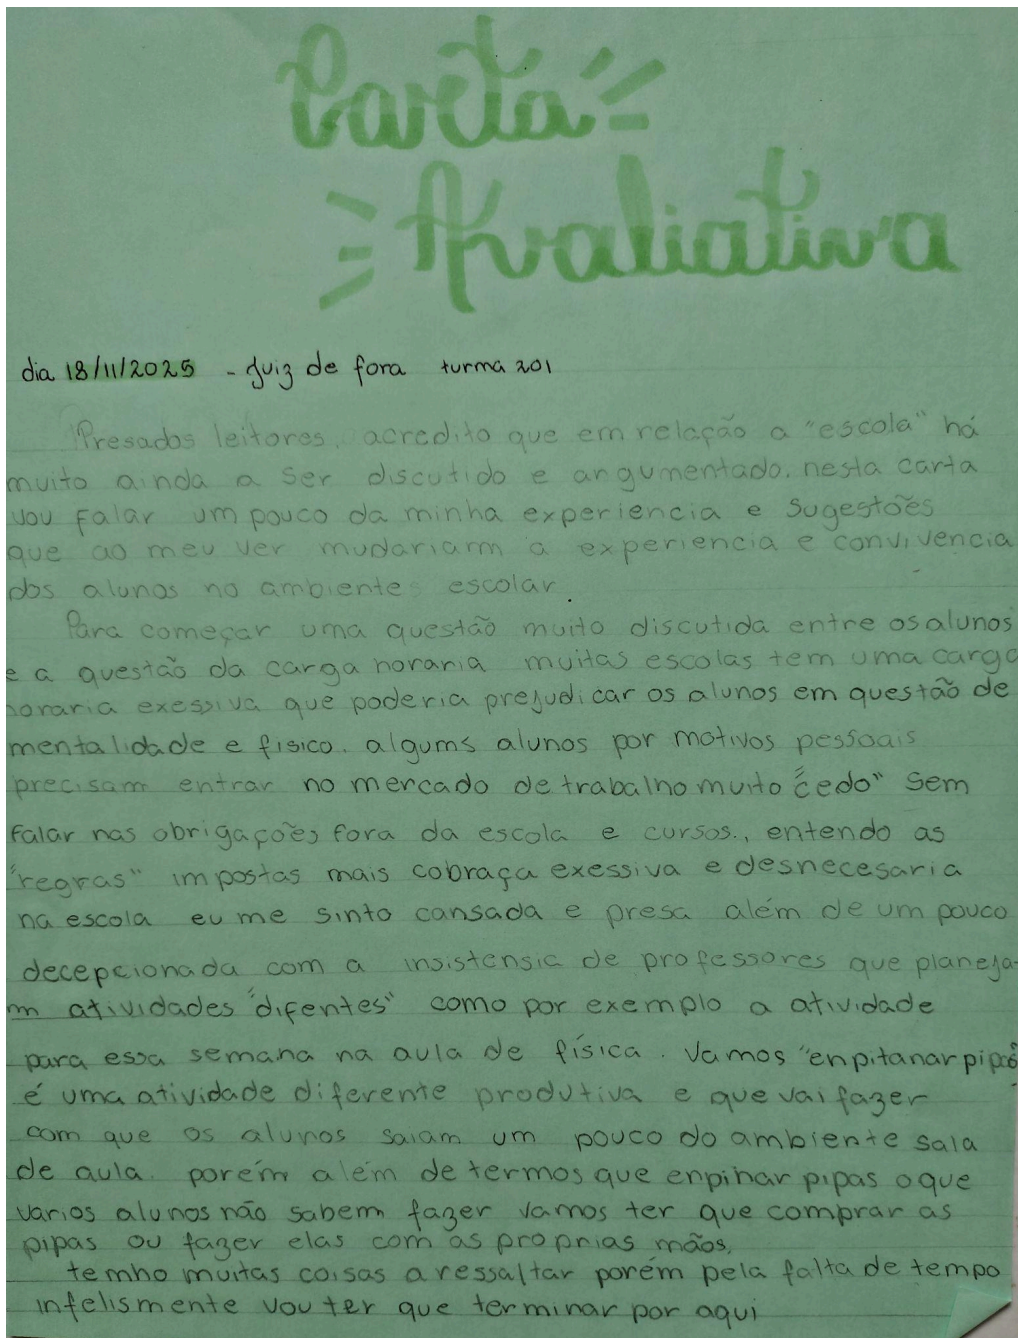 Carta
Avaliativa
dia 18/11/2025 - Juiz de fora turma 201
Presados leitores, acredito que em relação a "escola" há
muito ainda a ser discutido e argumentado. nesta carta
vou falar um pouco da minha experiencia e sugestões
que ao meu ver mudariarm a experiencia e convivencia
dos alunos no ambiente escolar.
Para começar uma questão muito discutida entre os alunos
e a questão da carga horaria muitas escolas tem uma carga
horaria exessiva que poderia prejudicar os alunos em questão de
mentalidade e fisico. algums alunos por motivos pessoais
precisam entrar no mercado de trabalho muito "cedo" sem
falar nas obrigações fora da escola e cursos., entendo as
"regras" impostas mais cobraça exessiva e desnecesaria
na escola eu me sinto cansada e presa além de um pouco
decepcionada com a insistensia de professores que planeja-
m atividades "difentes" como por exemplo a atividade
para essa semana na aula de física. Vamos "enpitanar pipas"
é uma atividade diferente produtiva e que vai fazer
com que os alunos saiam um pouco do ambiente sala
de aula. porém além de termos que enpinar pipas oque
varios alunos não sabem fazer vamos ter que comprar as
pipas ou fazer elas com as proprias mãos,
temho muitas coisas a ressaltar porém pela falta de tempo
infelismente vou ter que terminar por aqui